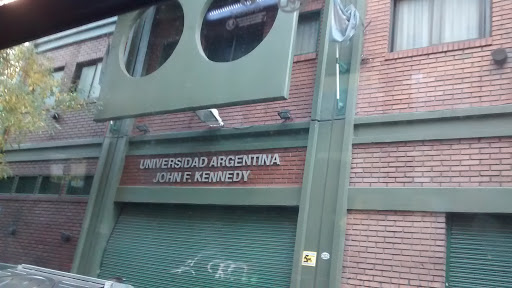 UNIVERSIDAD ARGENTINA
JOHN F. KENNEDY